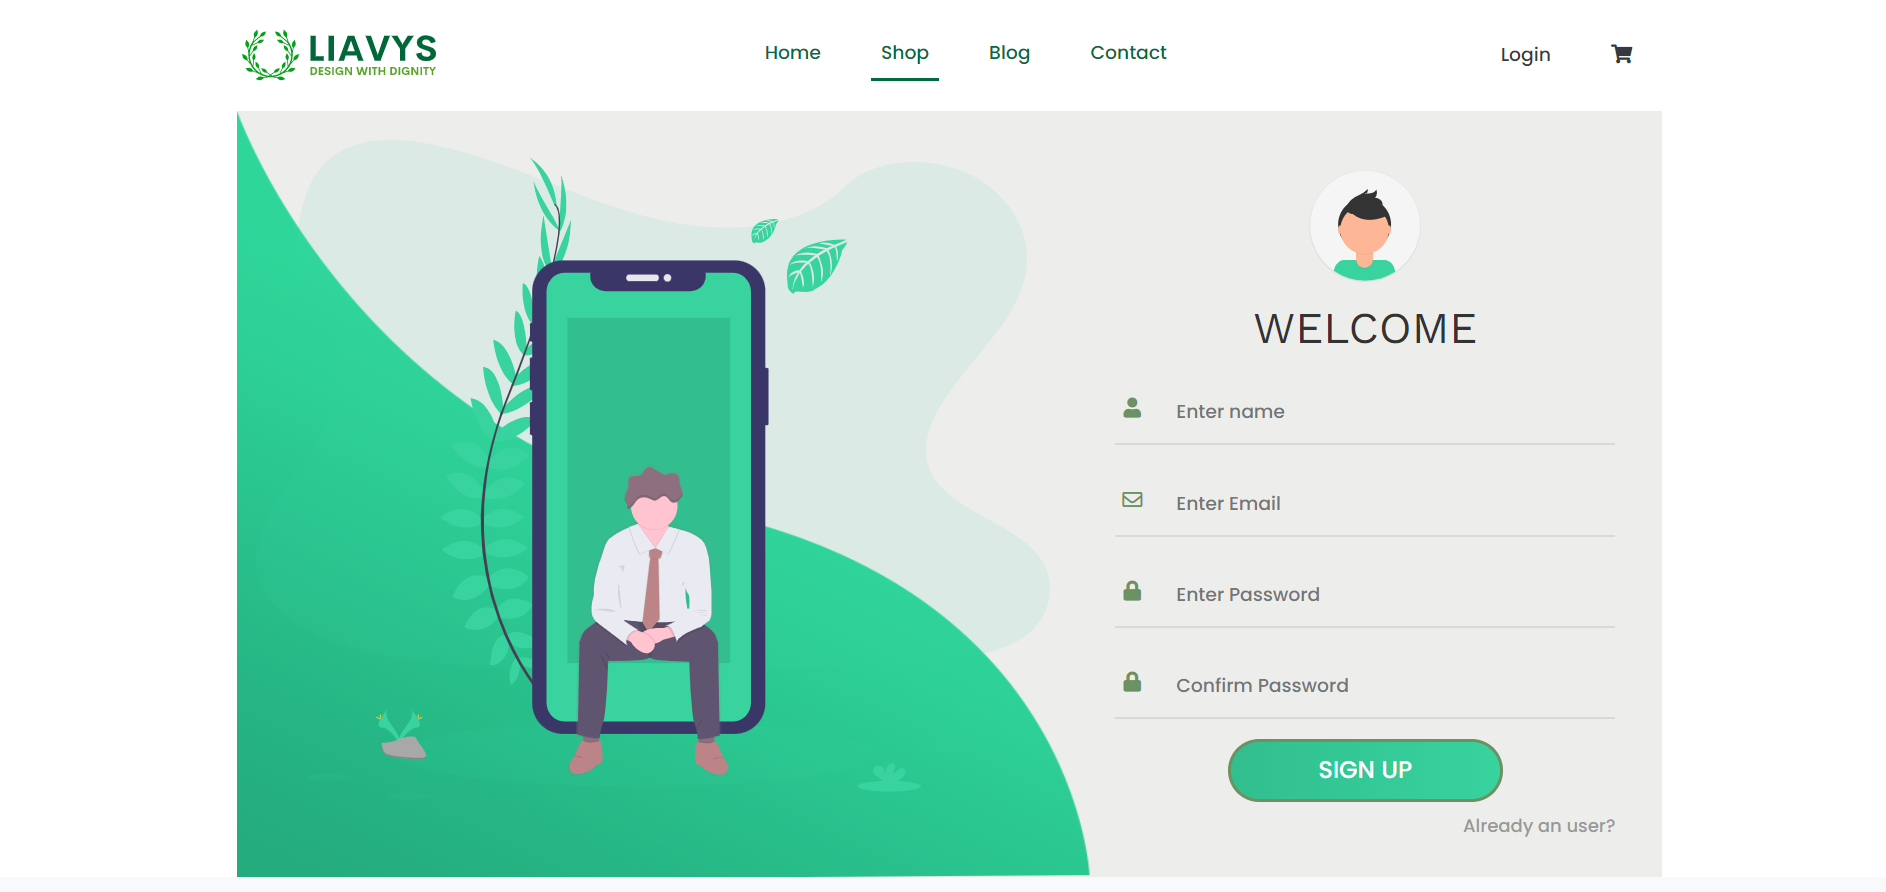 LIAVYS
DESIGN WITH DIGNITY
Home
Shop
Blog
Contact
Login
WELCOME
Enter name
Enter Email
Enter Password
Confirm Password
SIGN UP
Already an user?